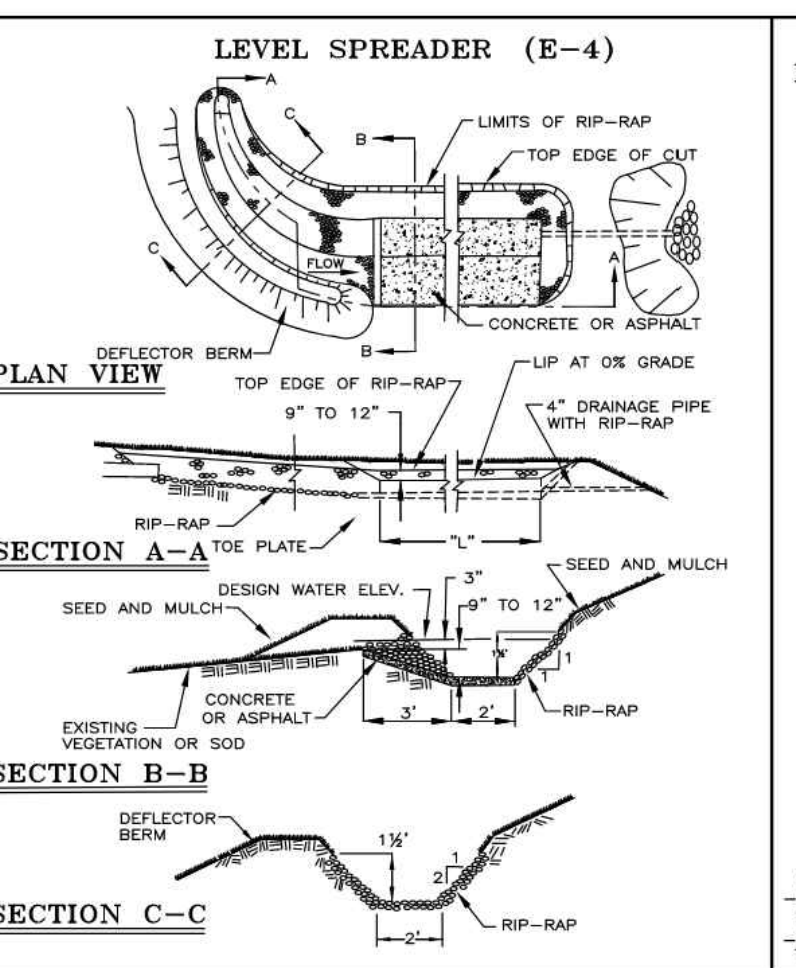 LEVEL SPREADER (E-4)
A
C
B
LIMITS OF RIP-RAP
TOP EDGE OF CUT
C
FLOW
A
CONCRETE OR ASPHALT
DEFLECTOR BERM
B
PLAN VIEW
LIP AT 0% GRADE
TOP EDGE OF RIP-RAP
9" TO 12"
4" DRAINAGE PIPE
WITH RIP-RAP
RIP-RAP
TOE PLATE
"L"
SECTION A-A
SEED AND MULCH
3"
DESIGN WATER ELEV.
9" TO 12"
SEED AND MULCH
1½'
1
1
CONCRETE
OR ASPHALT
3'
2'
RIP-RAP
EXISTING
VEGETATION OR SOD
SECTION B-B
DEFLECTOR
BERM
1½'
1
2
RIP-RAP
2'
SECTION C-C